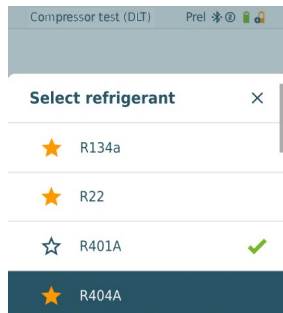 Compressor test (DLT) Prel
Select refrigerant
R134a
R22
R401A
R404A